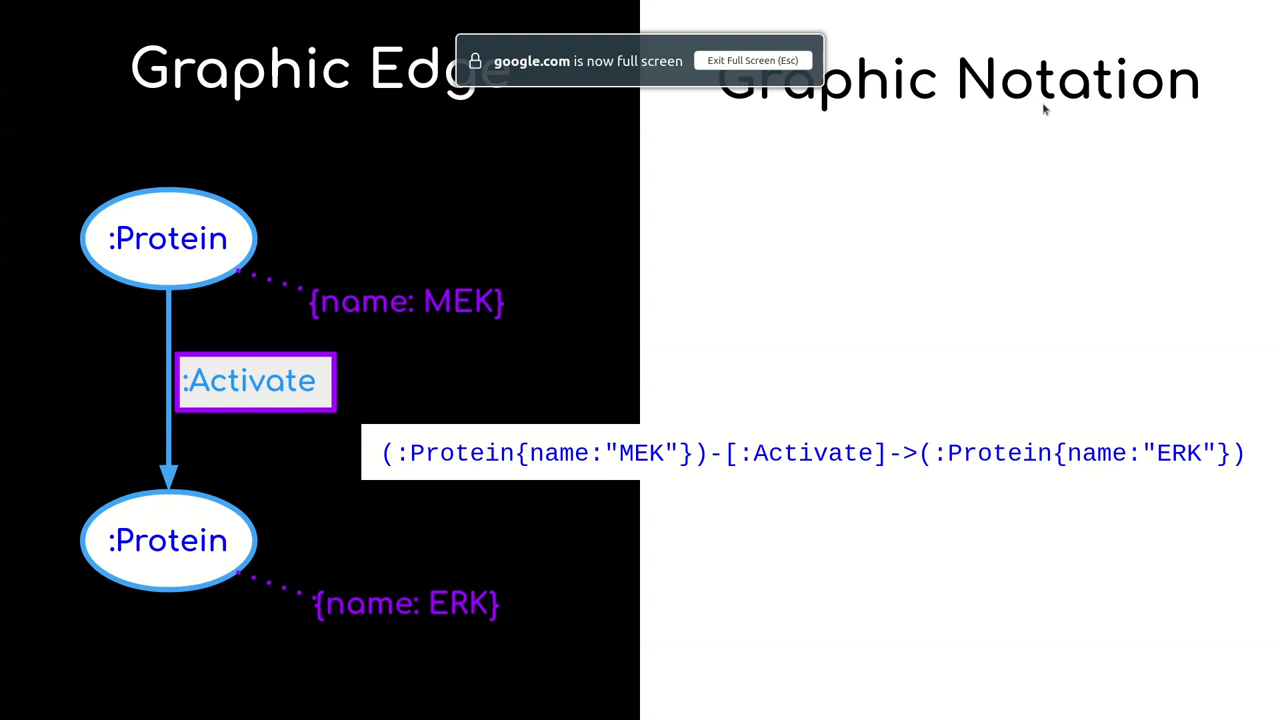 Graphic Edge
google.com is now full screen
Exit Full Screen (Esc)
Graphic Notation
:Protein
{name: MEK}
:Activate
(:Protein{name:"MEK"})-[:Activate]->(:Protein{name:"ERK"})
:Protein
{name: ERK}